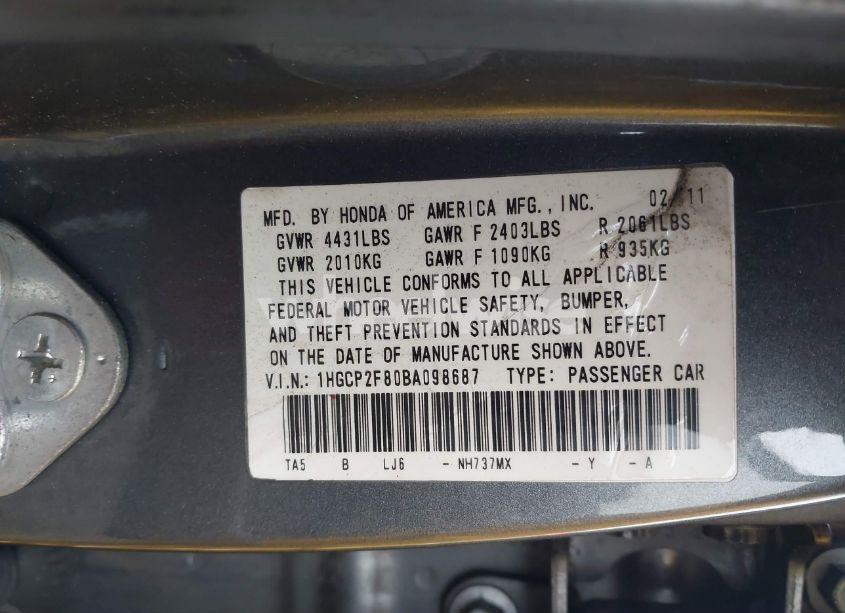 MFD. BY HONDA OF AMERICA MFG., INC. 02/11
GVWR 4431LBS GAWR F 2403LBS R 2061LBS
GVWR 2010KG GAWR F 1090KG R 935KG
THIS VEHICLE CONFORMS TO ALL APPLICABLE
FEDERAL MOTOR VEHICLE SAFETY, BUMPER,
AND THEFT PREVENTION STANDARDS IN EFFECT
ON THE DATE OF MANUFACTURE SHOWN ABOVE.
V.I.N.: 1HGCP2F80BA098687 TYPE: PASSENGER CAR
TA5 B LJ6 - NH737MX - Y - A